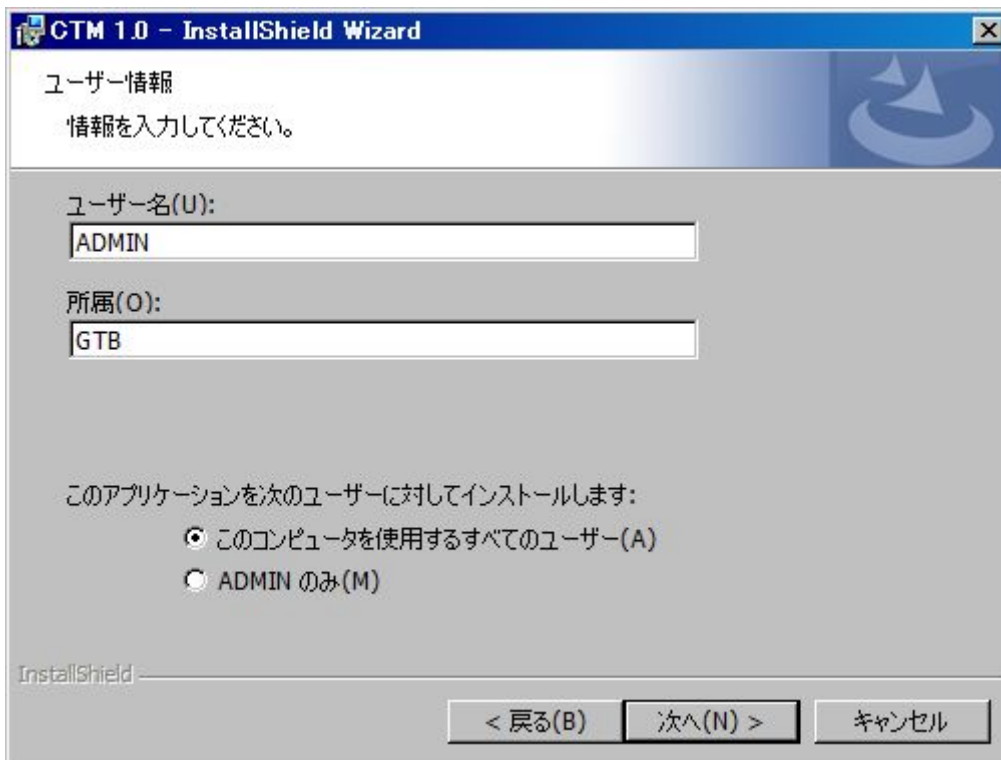 CTM 1.0 - InstallShield Wizard
ユーザー情報
情報を入力してください。
ユーザー名(U):
ADMIN
所属(O):
GTB
このアプリケーションを次のユーザーに対してインストールします:
このコンピュータを使用するすべてのユーザー(A)
ADMIN のみ(M)
InstallShield
< 戻る(B) 次へ(N) > キャンセル